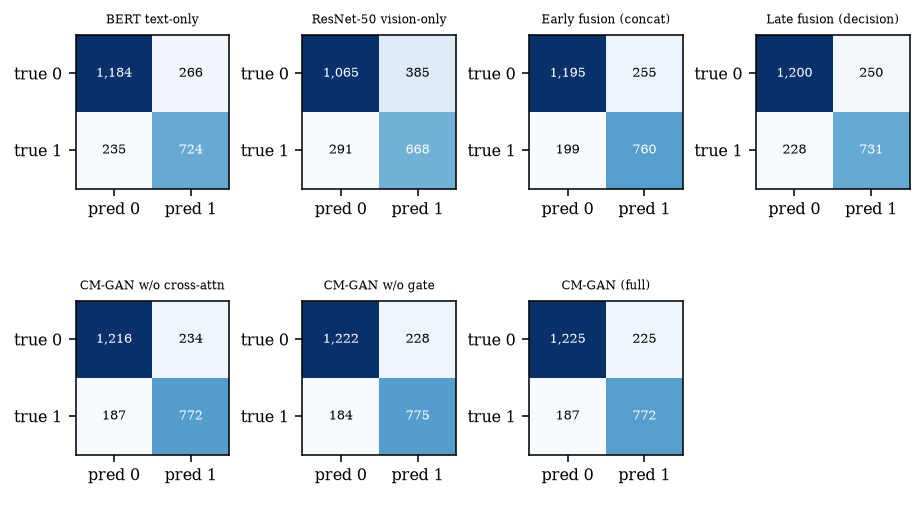 BERT text-only
true 0 1,184 266
true 1 235 724
pred 0 pred 1
ResNet-50 vision-only
true 0 1,065 385
true 1 291 668
pred 0 pred 1
Early fusion (concat)
true 0 1,195 255
true 1 199 760
pred 0 pred 1
Late fusion (decision)
true 0 1,200 250
true 1 228 731
pred 0 pred 1
CM-GAN w/o cross-attn
true 0 1,216 234
true 1 187 772
pred 0 pred 1
CM-GAN w/o gate
true 0 1,222 228
true 1 184 775
pred 0 pred 1
CM-GAN (full)
true 0 1,225 225
true 1 187 772
pred 0 pred 1